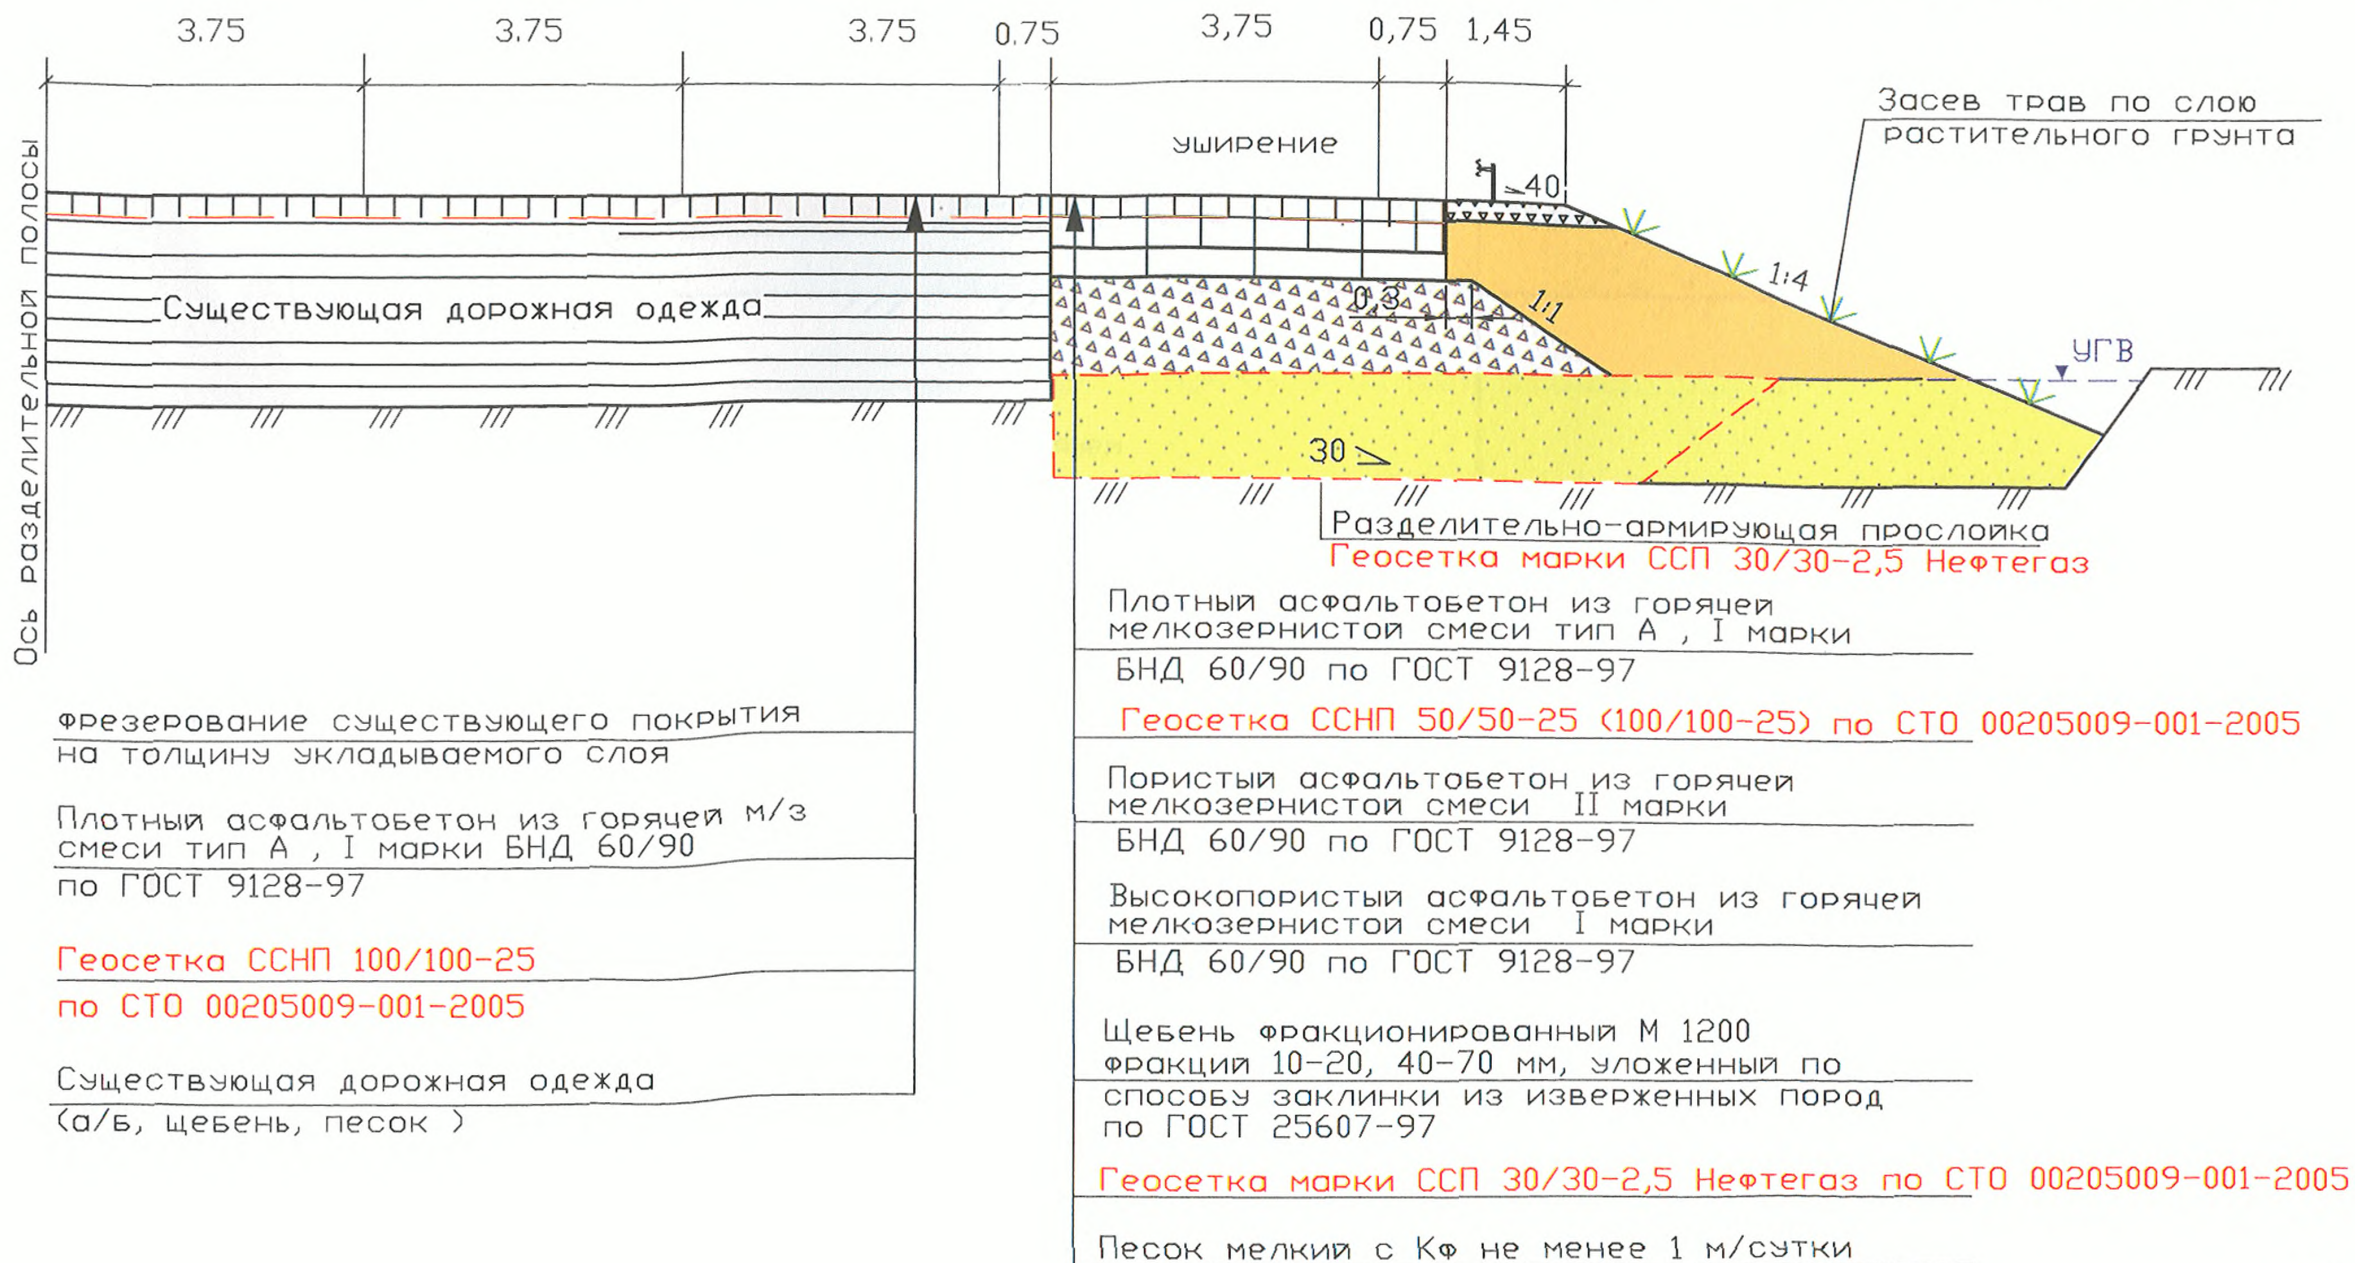 3.75 3.75 3.75 0.75 3,75 0,75 1,45
Засев трав по слою
растительного грунта
уширение
40
1:4
Ось разделительной полосы
Существующая дорожная одежда
0,3
1:1
УГВ
30
Разделительно-армирующая прослойка
Геосетка марки ССП 30/30-2,5 Нефтегаз
Фрезерование существующего покрытия
на толщину укладываемого слоя
Плотный асфальтобетон из горячей м/з
смеси тип А , I марки БНД 60/90
по ГОСТ 9128-97
Геосетка ССНП 100/100-25
по СТО 00205009-001-2005
Существующая дорожная одежда
(а/б, щебень, песок )
Плотный асфальтобетон из горячей
мелкозернистой смеси тип А , I марки
БНД 60/90 по ГОСТ 9128-97
Геосетка ССНП 50/50-25 (100/100-25) по СТО 00205009-001-2005
Пористый асфальтобетон из горячей
мелкозернистой смеси II марки
БНД 60/90 по ГОСТ 9128-97
Высокопористый асфальтобетон из горячей
мелкозернистой смеси I марки
БНД 60/90 по ГОСТ 9128-97
Щебень фракционированный М 1200
фракций 10-20, 40-70 мм, уложенный по
способу заклинки из изверженных пород
по ГОСТ 25607-97
Геосетка марки ССП 30/30-2,5 Нефтегаз по СТО 00205009-001-2005
Песок мелкий с Кф не менее 1 м/сутки